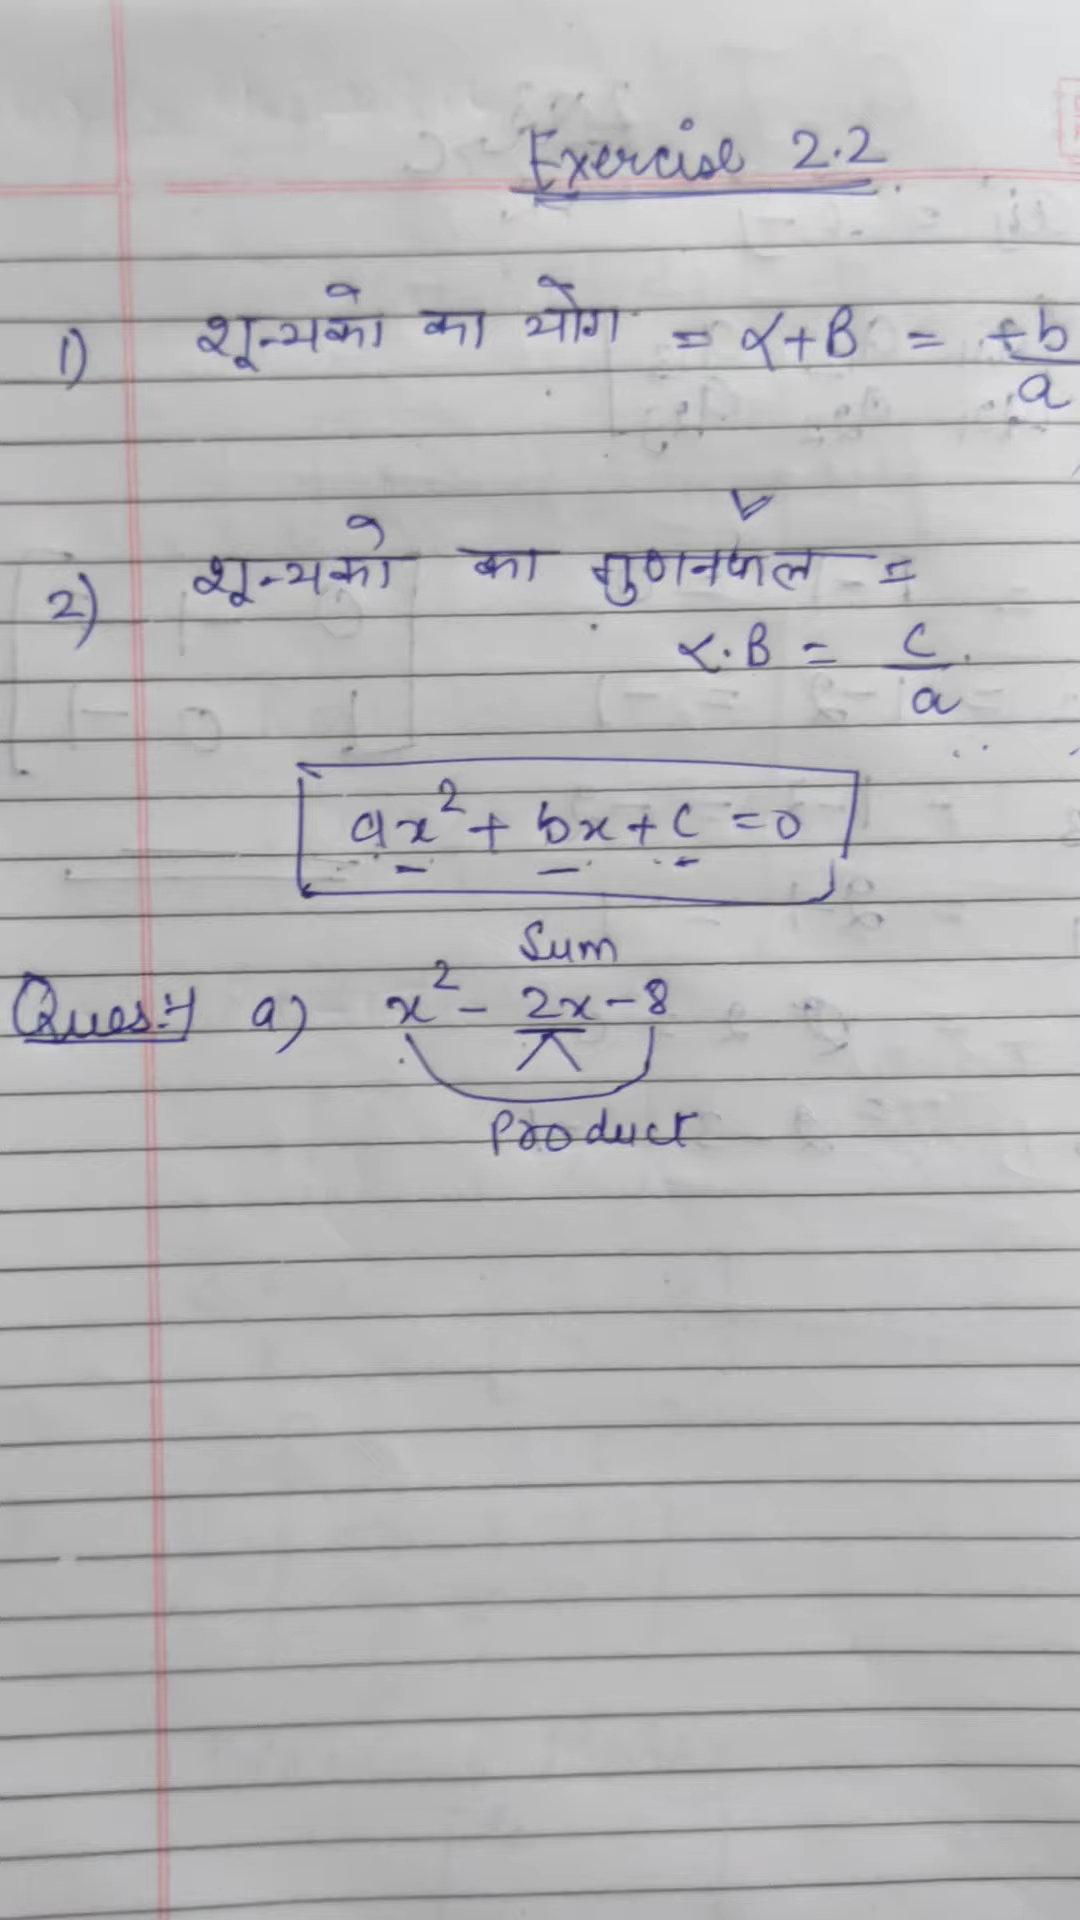 Exercise 2.2
1) शून्यको का योग = α+B = -b/a
2) शून्यको का गुणनफल =
α.B = c/a
ax² + bx + c = 0
Sum
Ques:- a) x² - 2x - 8
Product